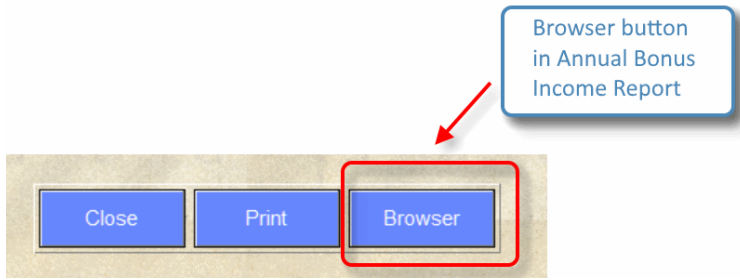 Browser button
in Annual Bonus
Income Report
Close Print Browser